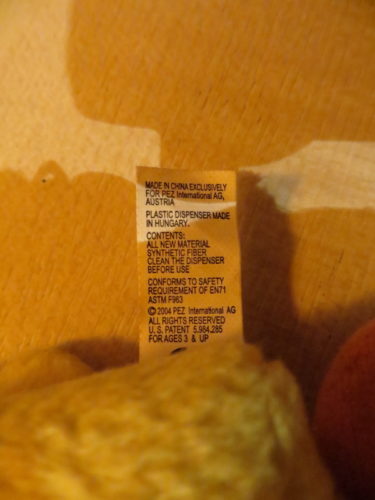 MADE IN CHINA EXCLUSIVELY
FOR PEZ International AG,
AUSTRIA
PLASTIC DISPENSER MADE
IN HUNGARY.
CONTENTS:
ALL NEW MATERIAL
SYNTHETIC FIBER
CLEAN THE DISPENSER
BEFORE USE
CONFORMS TO SAFETY
REQUIREMENT OF EN71
ASTM F963
© 2004 PEZ International AG
ALL RIGHTS RESERVED
U.S. PATENT 5,984,285
FOR AGES 3 & UP